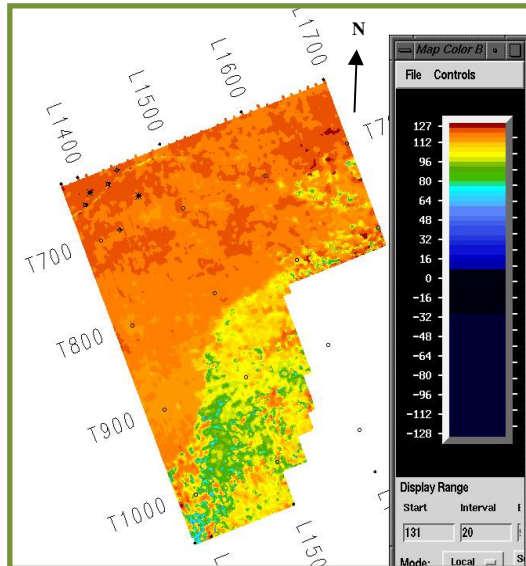 L1400
L1500
L1600
L1700
N
T700
T800
T900
T1000
Map Color B
File Controls
127
112
96
80
64
48
32
16
0
-16
-32
-48
-64
-80
-96
-112
-128
Display Range
Start Interval
131 20
Mode: Local